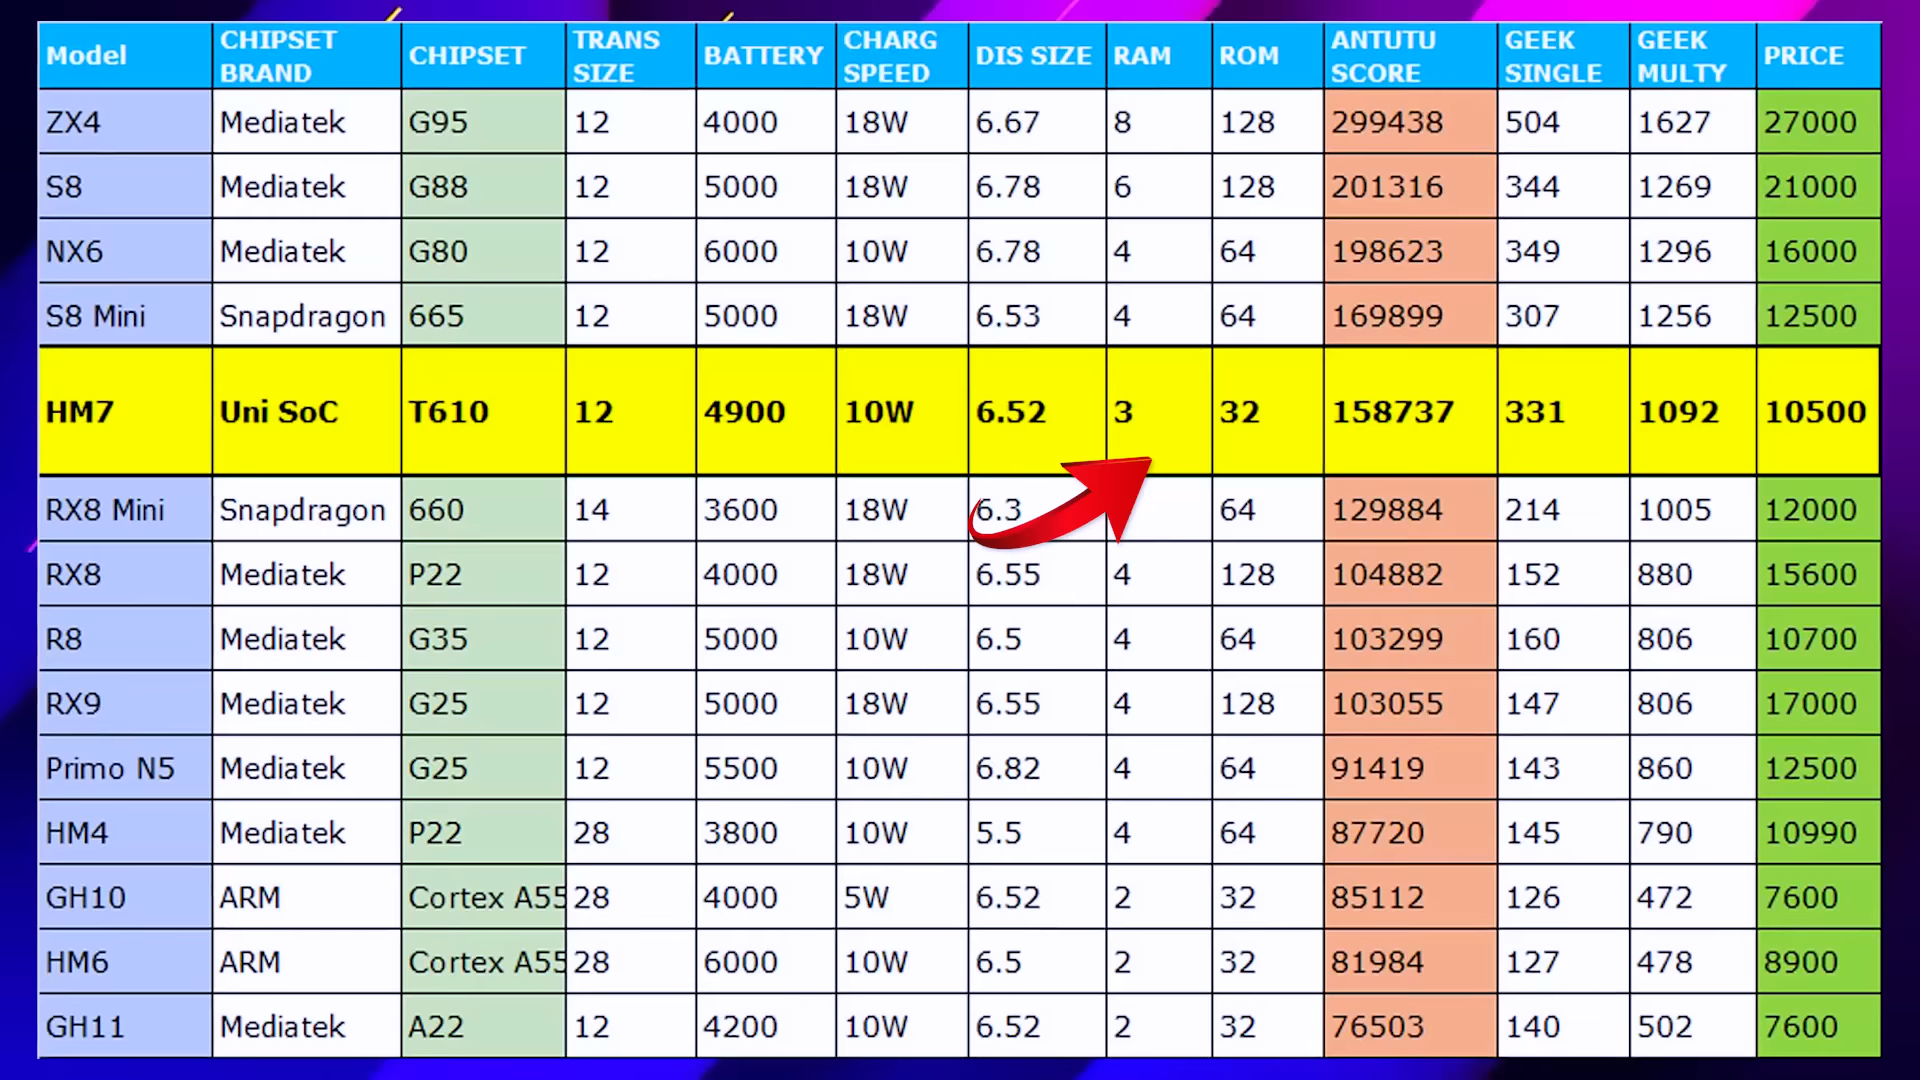 Model CHIPSET BRAND CHIPSET TRANS SIZE BATTERY CHARG SPEED DIS SIZE RAM ROM ANTUTU SCORE GEEK SINGLE GEEK MULTY PRICE
ZX4 Mediatek G95 12 4000 18W 6.67 8 128 299438 504 1627 27000
S8 Mediatek G88 12 5000 18W 6.78 6 128 201316 344 1269 21000
NX6 Mediatek G80 12 6000 10W 6.78 4 64 198623 349 1296 16000
S8 Mini Snapdragon 665 12 5000 18W 6.53 4 64 169899 307 1256 12500
HM7 Uni SoC T610 12 4900 10W 6.52 3 32 158737 331 1092 10500
RX8 Mini Snapdragon 660 14 3600 18W 6.3 64 129884 214 1005 12000
RX8 Mediatek P22 12 4000 18W 6.55 4 128 104882 152 880 15600
R8 Mediatek G35 12 5000 10W 6.5 4 64 103299 160 806 10700
RX9 Mediatek G25 12 5000 18W 6.55 4 128 103055 147 806 17000
Primo N5 Mediatek G25 12 5500 10W 6.82 4 64 91419 143 860 12500
HM4 Mediatek P22 28 3800 10W 5.5 4 64 87720 145 790 10990
GH10 ARM Cortex A55 28 4000 5W 6.52 2 32 85112 126 472 7600
HM6 ARM Cortex A55 28 6000 10W 6.5 2 32 81984 127 478 8900
GH11 Mediatek A22 12 4200 10W 6.52 2 32 76503 140 502 7600